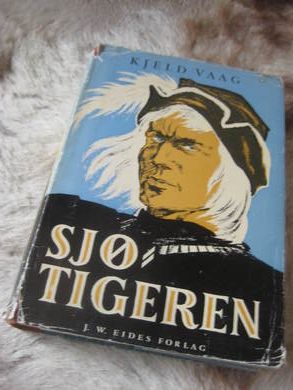 KJELD VAAG
SJØ
TIGEREN
J. W. EIDES FORLAG